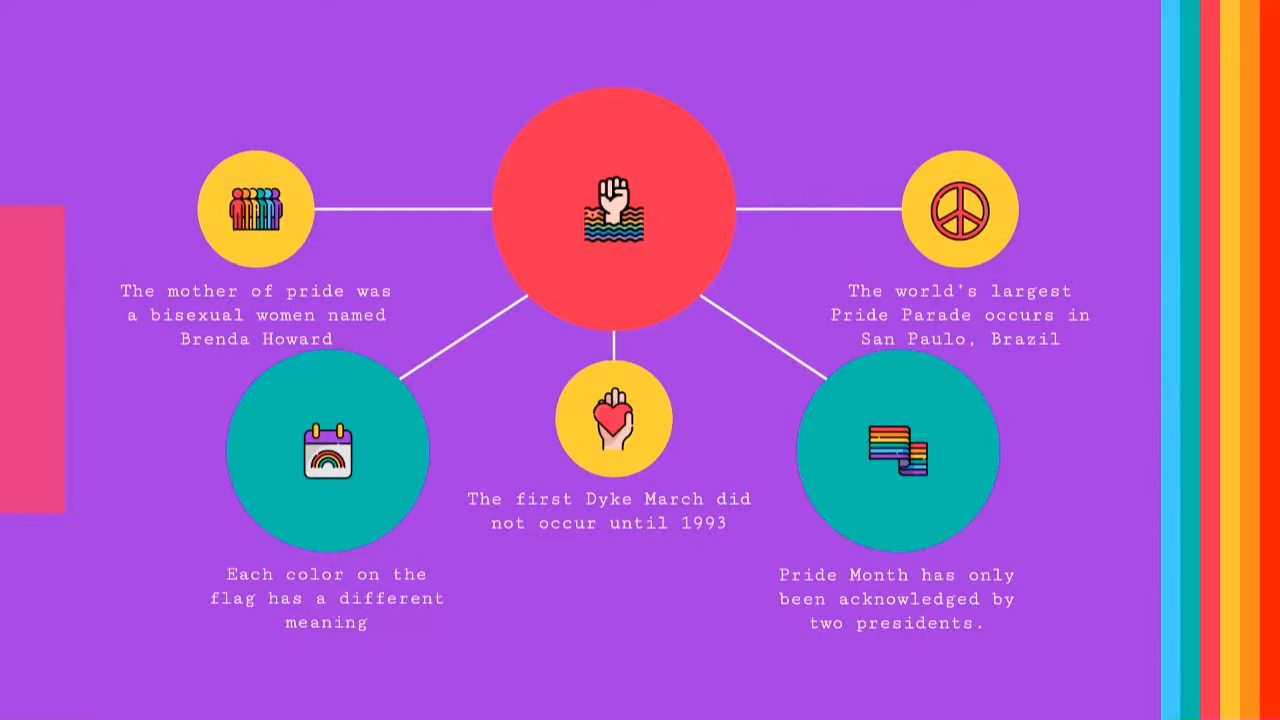 The mother of pride was
a bisexual women named
Brenda Howard
The world's largest
Pride Parade occurs in
San Paulo, Brazil
The first Dyke March did
not occur until 1993
Each color on the
flag has a different
meaning
Pride Month has only
been acknowledged by
two presidents.